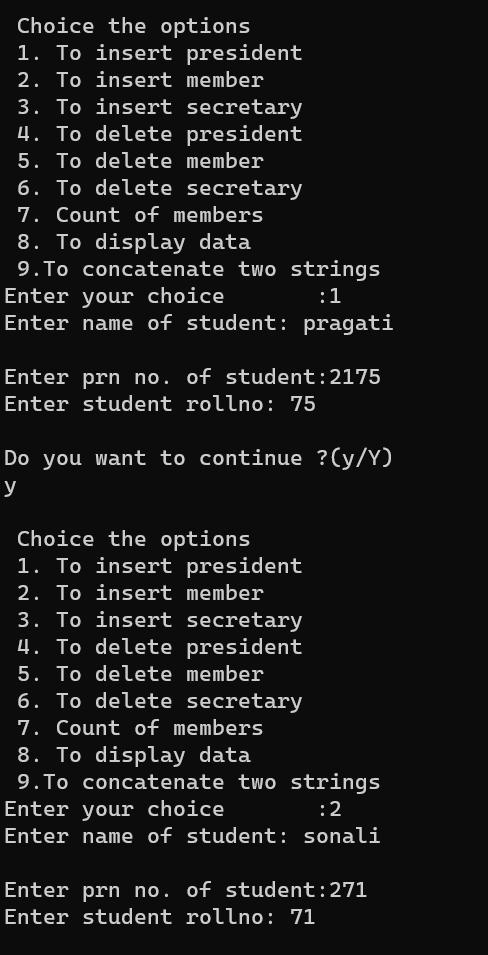 Choice the options
1. To insert president
2. To insert member
3. To insert secretary
4. To delete president
5. To delete member
6. To delete secretary
7. Count of members
8. To display data
9.To concatenate two strings
Enter your choice       :1
Enter name of student: pragati
Enter prn no. of student:2175
Enter student rollno: 75
Do you want to continue ?(y/Y)
y
Choice the options
1. To insert president
2. To insert member
3. To insert secretary
4. To delete president
5. To delete member
6. To delete secretary
7. Count of members
8. To display data
9.To concatenate two strings
Enter your choice       :2
Enter name of student: sonali
Enter prn no. of student:271
Enter student rollno: 71